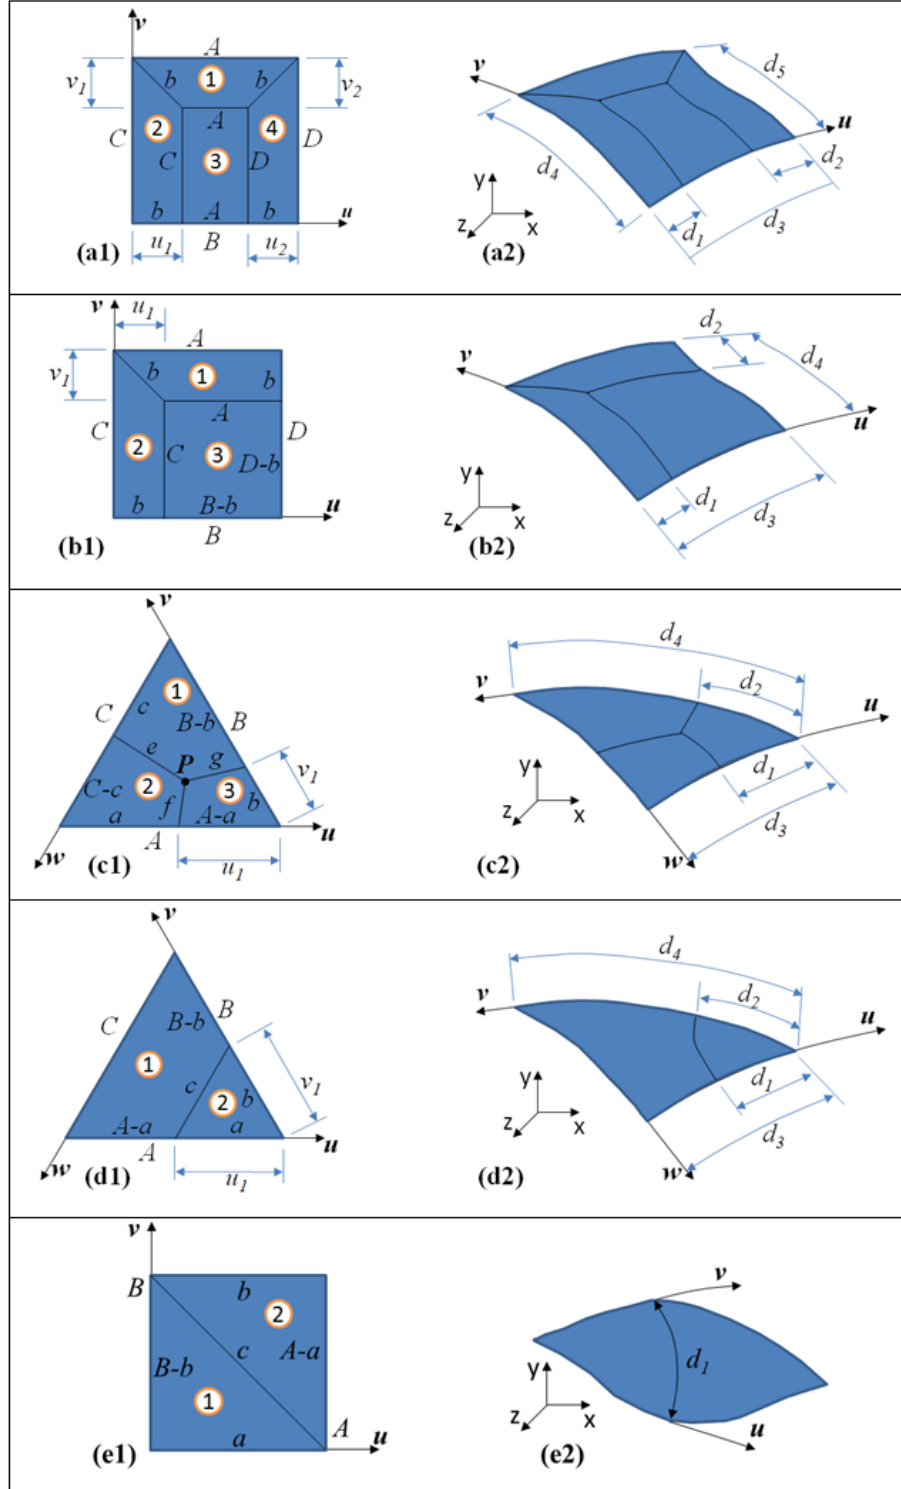 v
A
v1
b
1
b
v2
C
2
A
4
D
C
3
D
b
A
b
u
B
u1
u2
(a1)
v
d5
u
d4
d2
y
z
x
d1
d3
(a2)
v
u1
A
v1
b
1
b
C
A
D
2
C
3
D-b
b
B-b
u
B
(b1)
d2
v
d4
u
y
z
x
d1
d3
(b2)
v
1
C
c
B-b
B
e
P
g
v1
C-c
2
f
3
b
a
A-a
u
w
A
u1
(c1)
d4
d2
v
u
y
d1
z
x
d3
w
(c2)
v
C
B-b
B
1
c
v1
2
b
A-a
a
u
w
A
u1
(d1)
d4
d2
v
u
y
d1
z
x
d3
w
(d2)
v
B
b
2
c
A-a
B-b
1
A
a
u
(e1)
v
d1
y
z
x
u
(e2)